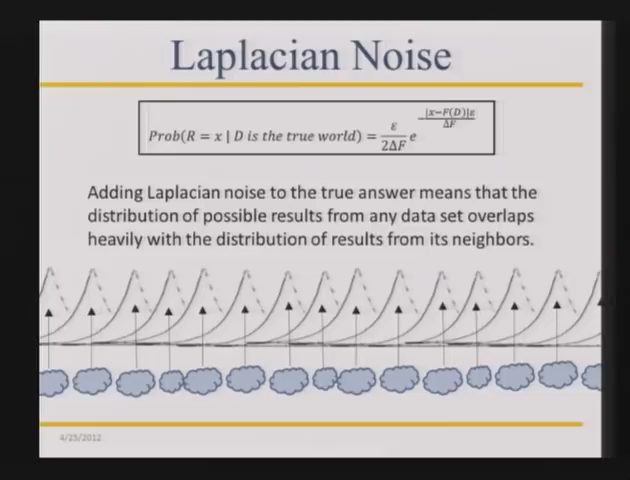 Laplacian Noise
Prob(R = x | D is the true world) = ε/2ΔF e^−|x−F(D)|ε/ΔF
Adding Laplacian noise to the true answer means that the
distribution of possible results from any data set overlaps
heavily with the distribution of results from its neighbors.
4/23/2012